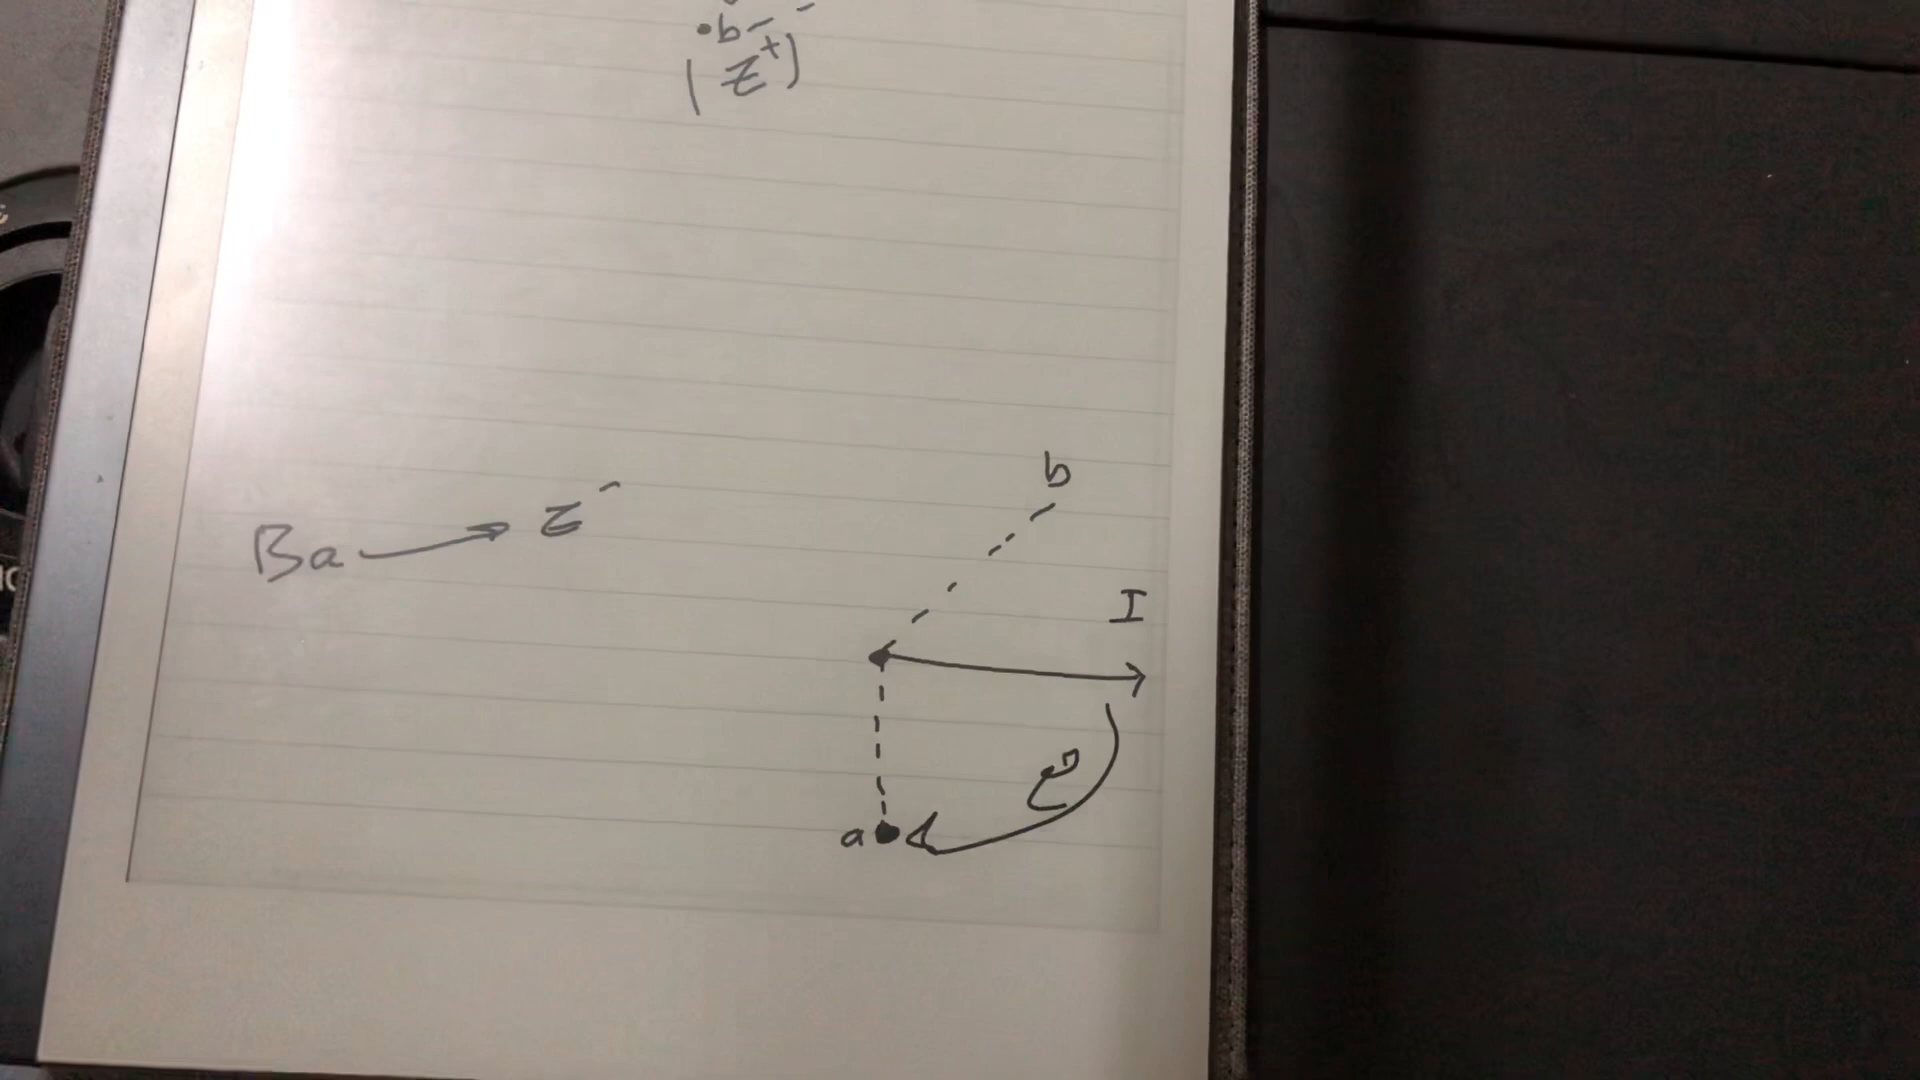 •b
(z⁺)
b
Ba → z⁻
I
a